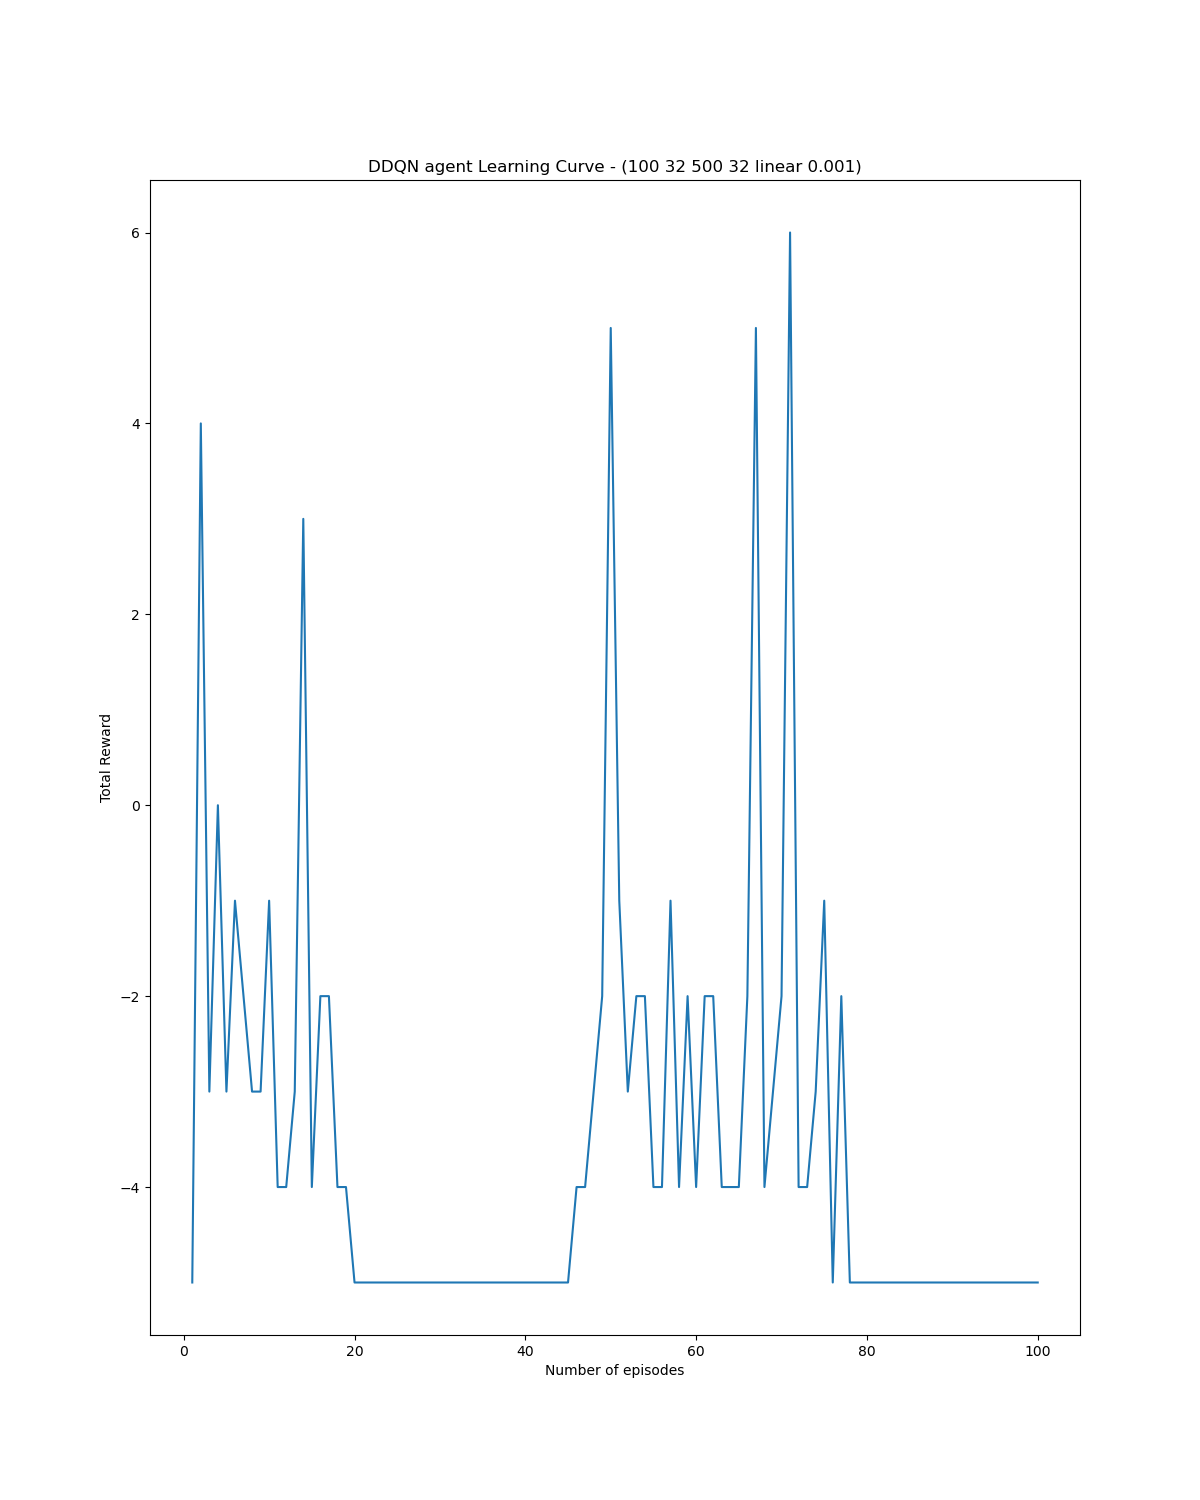 DDQN agent Learning Curve - (100 32 500 32 linear 0.001)
6
4
2
0
−2
−4
Total Reward
0 20 40 60 80 100
Number of episodes